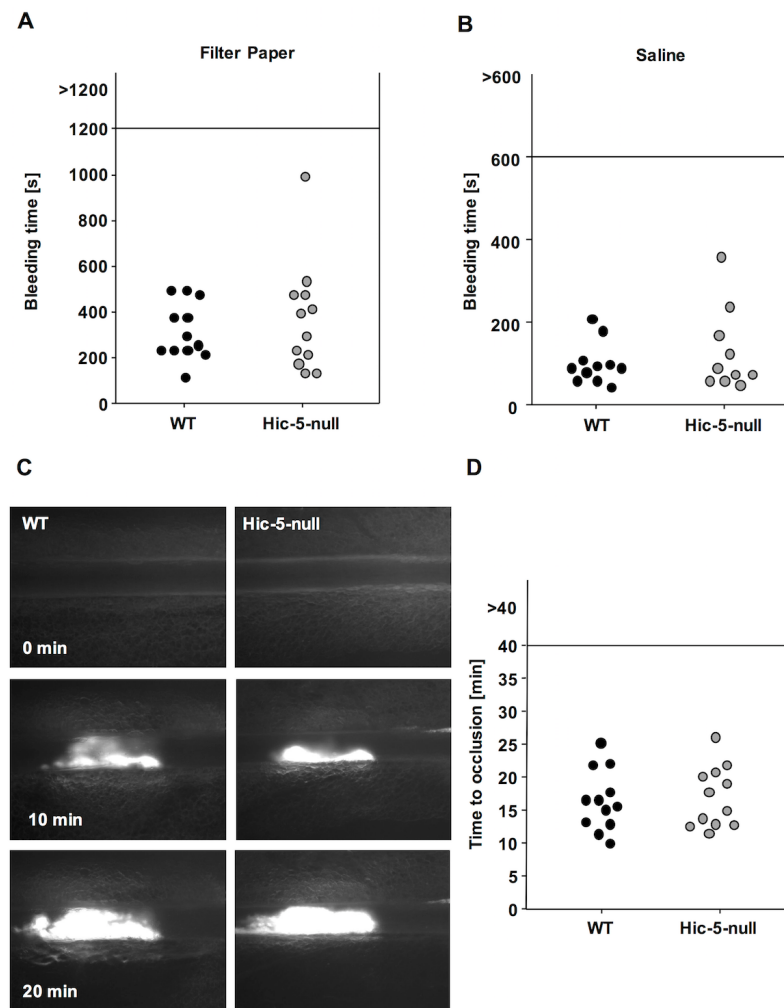 A
Filter Paper
Bleeding time [s]
>1200
1200
1000
800
600
400
200
0
WT
Hic-5-null
B
Saline
Bleeding time [s]
>600
600
400
200
0
WT
Hic-5-null
C
WT
Hic-5-null
0 min
10 min
20 min
D
Time to occlusion [min]
>40
40
35
30
25
20
15
10
5
0
WT
Hic-5-null